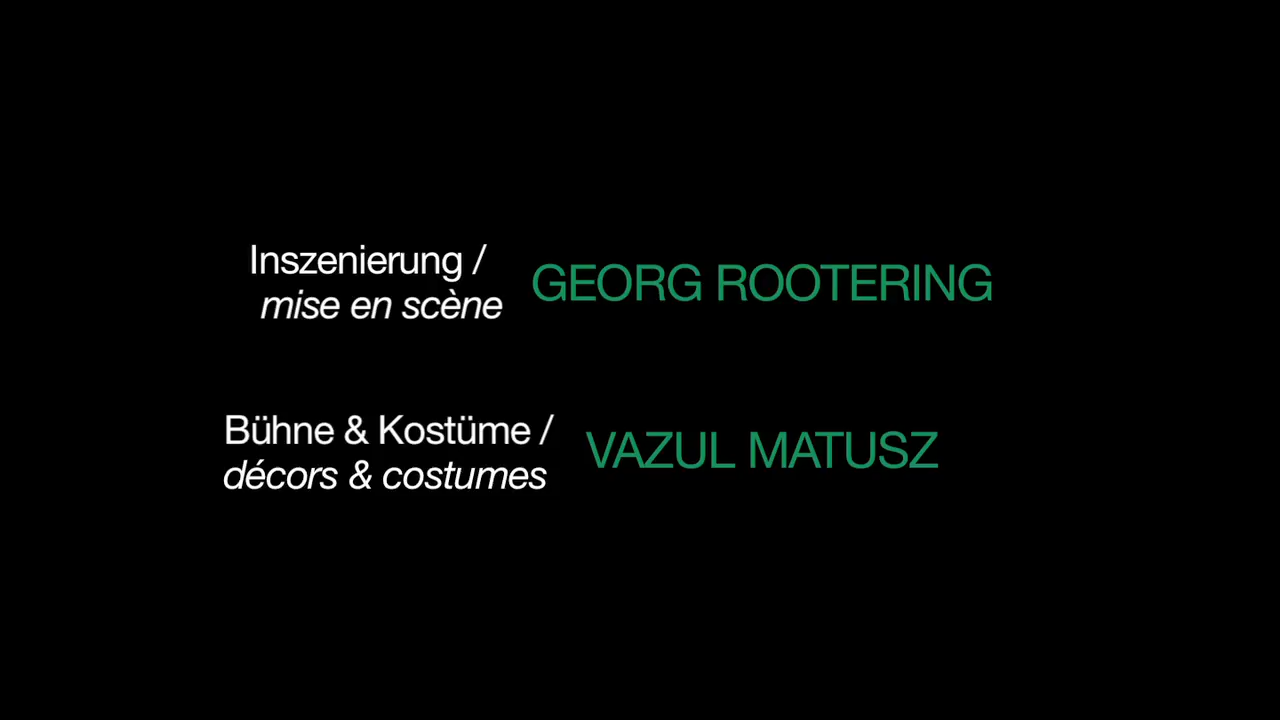 Inszenierung /
mise en scène
GEORG ROOTERING
Bühne & Kostüme /
décors & costumes
VAZUL MATUSZ